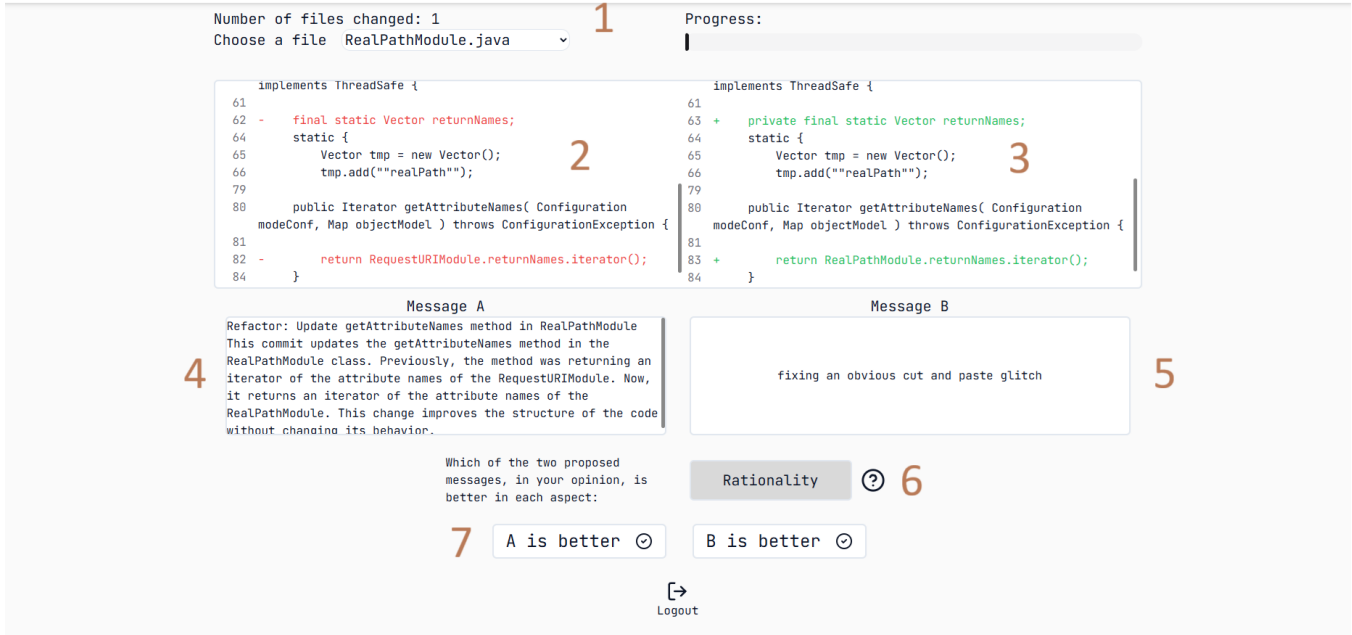 Number of files changed: 1
1
Progress:
Choose a file RealPathModule.java
implements ThreadSafe {
61
62 - final static Vector returnNames;
64 static {
65 Vector tmp = new Vector();
66 tmp.add(""realPath"");
79
80 public Iterator getAttributeNames( Configuration
modeConf, Map objectModel ) throws ConfigurationException {
81
82 - return RequestURIModule.returnNames.iterator();
84 }
2
implements ThreadSafe {
61
63 + private final static Vector returnNames;
64 static {
65 Vector tmp = new Vector();
66 tmp.add(""realPath"");
79
80 public Iterator getAttributeNames( Configuration
modeConf, Map objectModel ) throws ConfigurationException {
81
83 + return RealPathModule.returnNames.iterator();
84 }
3
Message A
4
Refactor: Update getAttributeNames method in RealPathModule
This commit updates the getAttributeNames method in the
RealPathModule class. Previously, the method was returning an
iterator of the attribute names of the RequestURIModule. Now,
it returns an iterator of the attribute names of the
RealPathModule. This change improves the structure of the code
without changing its behavior.
Message B
fixing an obvious cut and paste glitch
5
Which of the two proposed
messages, in your opinion, is
better in each aspect:
Rationality ?
6
7
A is better
B is better
Logout